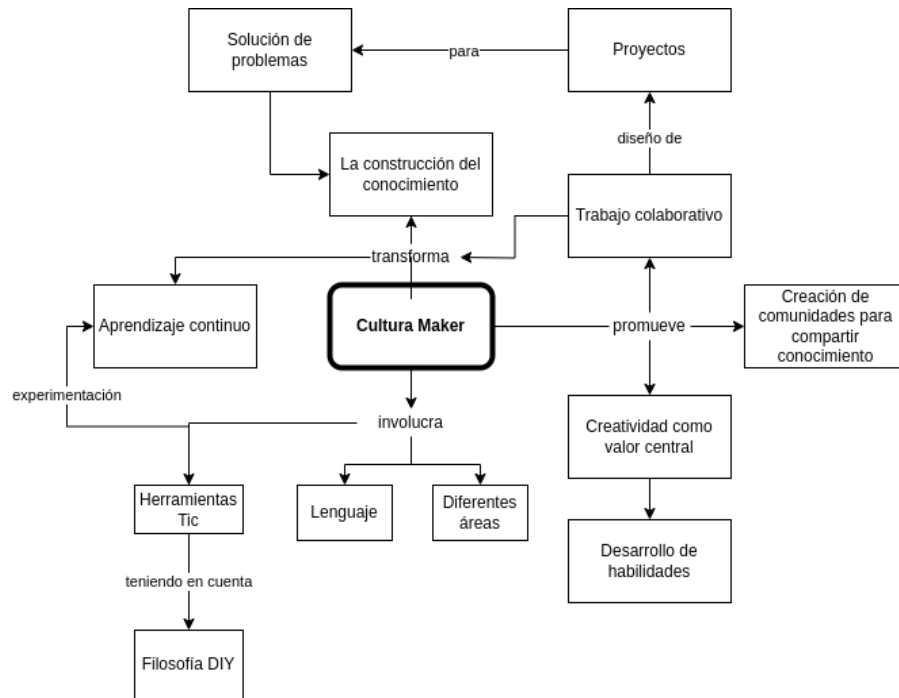 Solución de
problemas
para
Proyectos
diseño de
La construcción del
conocimiento
Trabajo colaborativo
transforma
Aprendizaje continuo
Cultura Maker
promueve
Creación de
comunidades para
compartir
conocimiento
experimentación
involucra
Creatividad como
valor central
Herramientas
Tic
Lenguaje
Diferentes
áreas
Desarrollo de
habilidades
teniendo en cuenta
Filosofía DIY